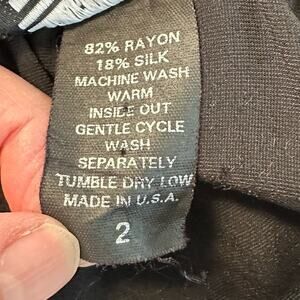 82% RAYON
18% SILK
MACHINE WASH
WARM
INSIDE OUT
GENTLE CYCLE
WASH
SEPARATELY
TUMBLE DRY LOW
MADE IN U.S.A.
2